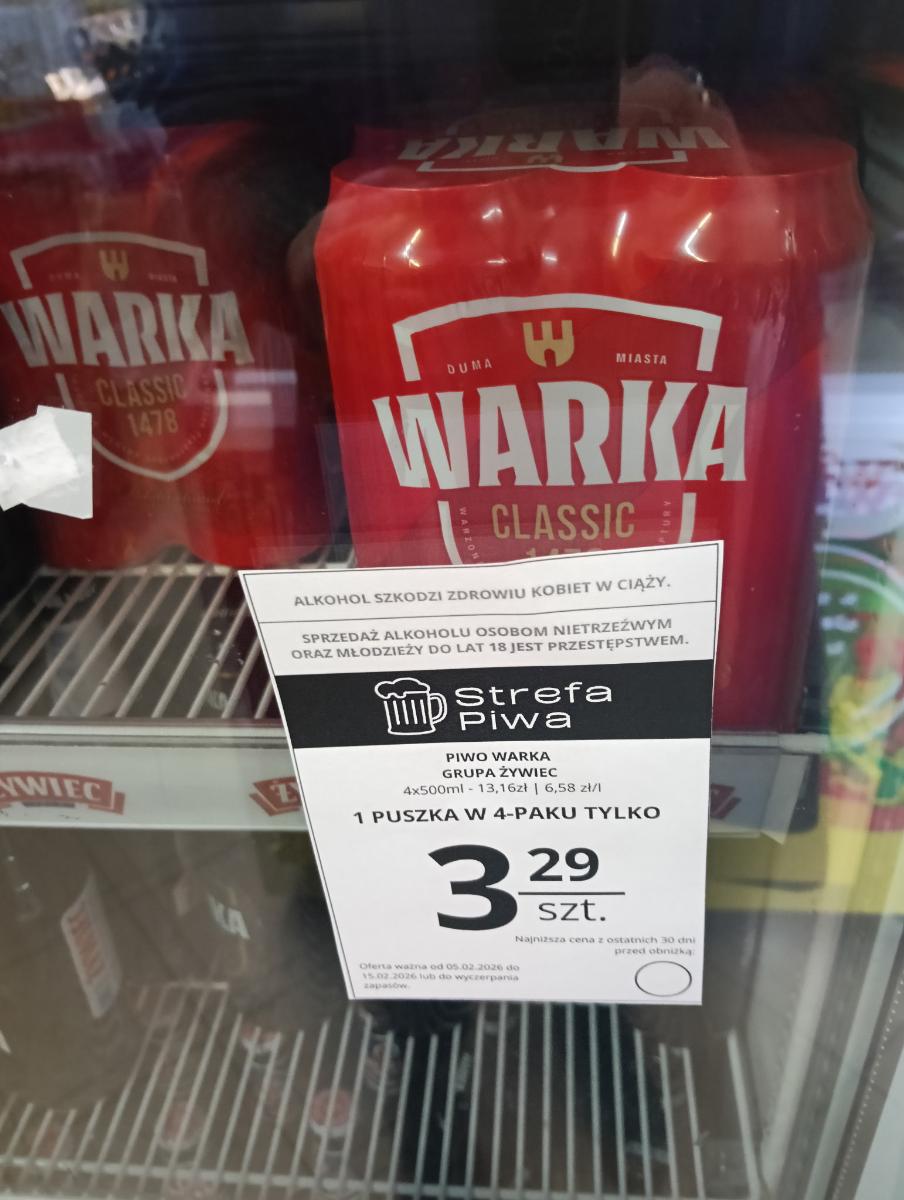 WARKA
DUMA MIASTA
WARKA
CLASSIC
1478
DUMA MIASTA
WARKA
CLASSIC
ALKOHOL SZKODZI ZDROWIU KOBIET W CIĄŻY.
SPRZEDAŻ ALKOHOLU OSOBOM NIETRZEŹWYM
ORAZ MŁODZIEŻY DO LAT 18 JEST PRZESTĘPSTWEM.
Strefa
Piwa
PIWO WARKA
GRUPA ŻYWIEC
4x500ml - 13,16zł | 6,58 zł/l
1 PUSZKA W 4-PAKU TYLKO
3 29
szt.
Najniższa cena z ostatnich 30 dni
przed obniżką:
Oferta ważna od 05.02.2026 do
15.02.2026 lub do wyczerpania
zapasów.